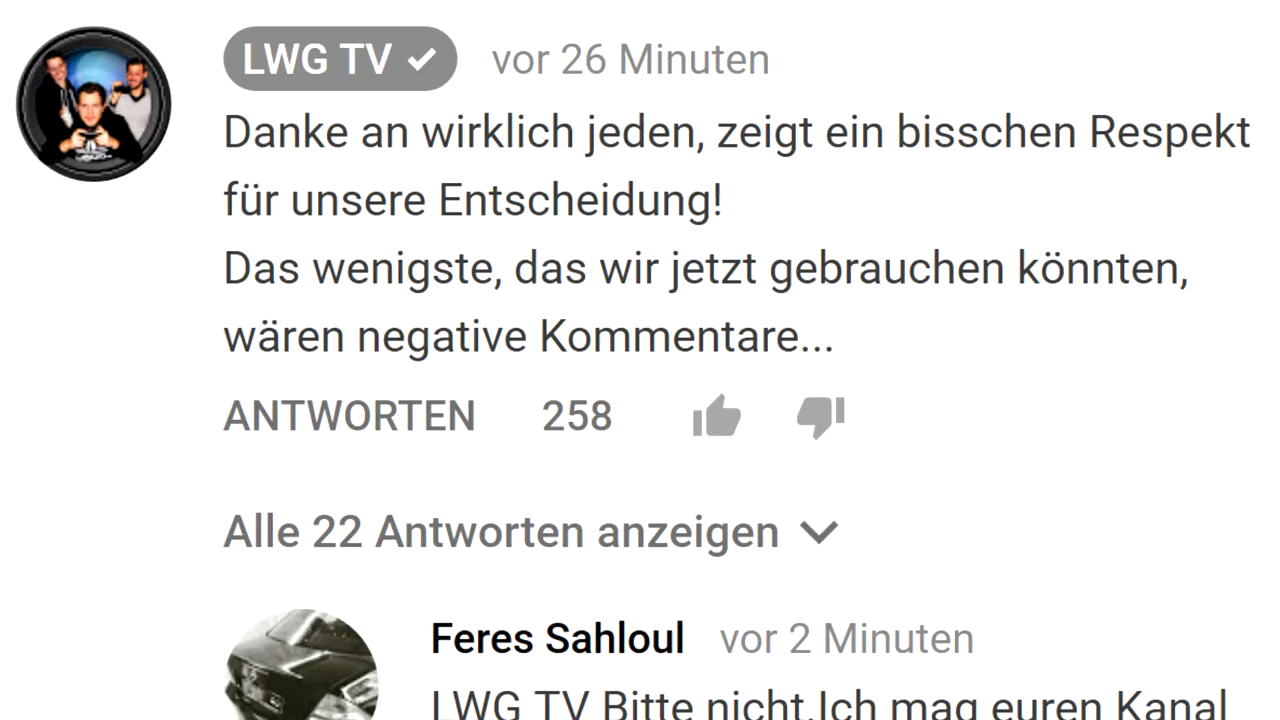 LWG TV vor 26 Minuten
Danke an wirklich jeden, zeigt ein bisschen Respekt
für unsere Entscheidung!
Das wenigste, das wir jetzt gebrauchen könnten,
wären negative Kommentare...
ANTWORTEN 258
Alle 22 Antworten anzeigen
Feres Sahloul vor 2 Minuten
LWG TV Bitte nicht.Ich mag euren Kanal